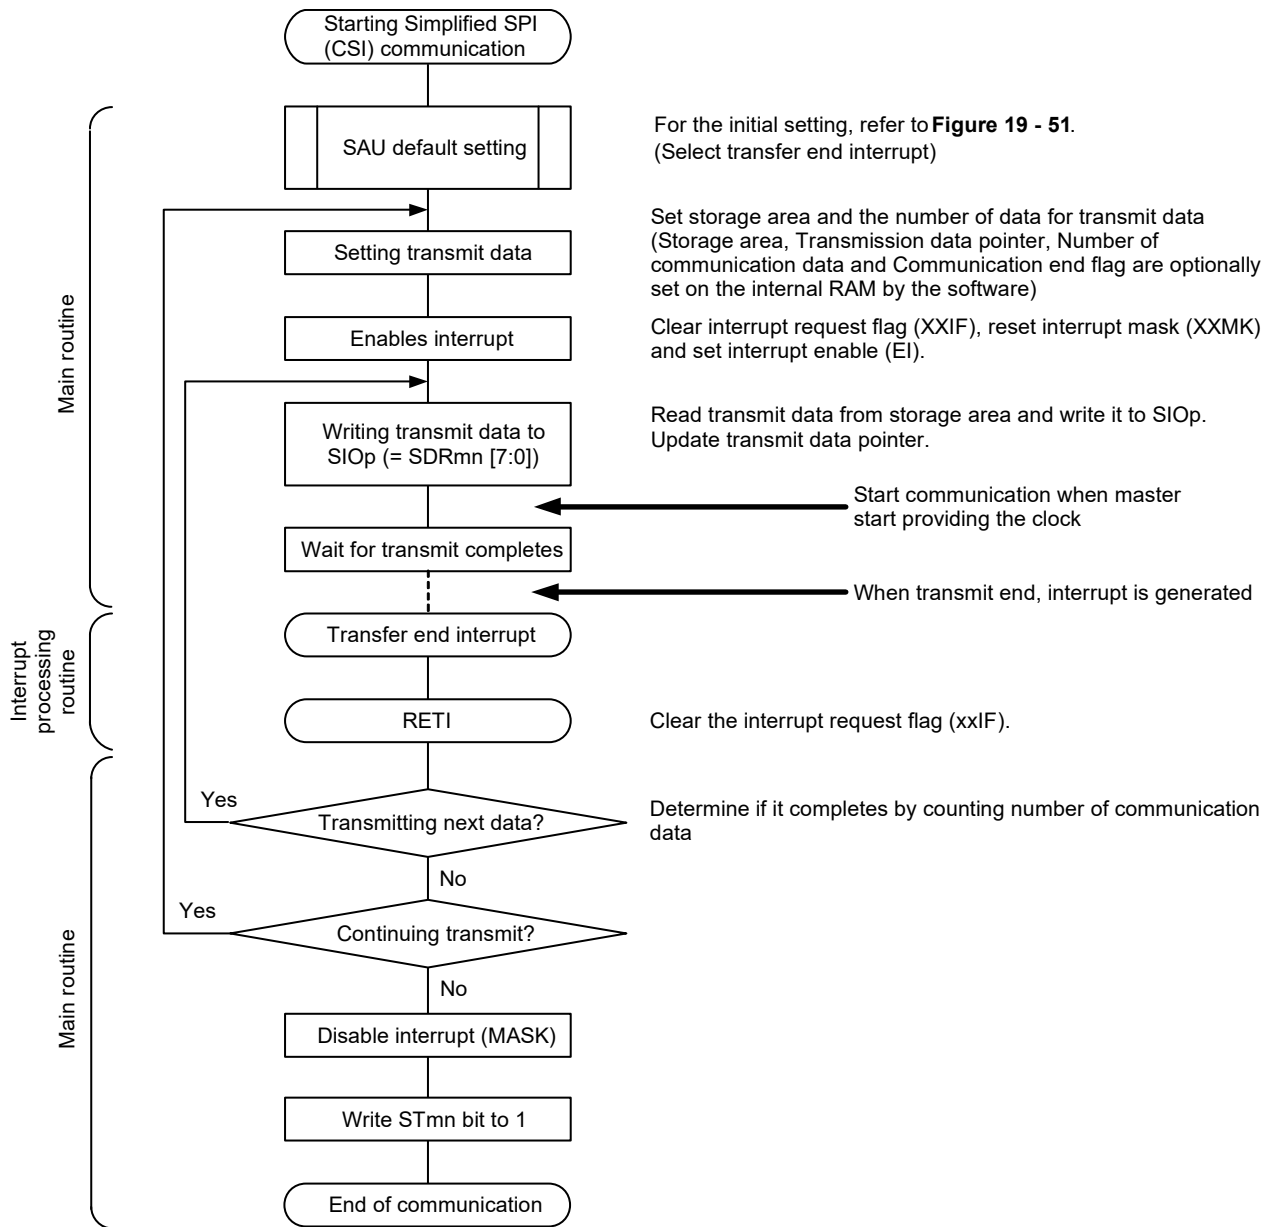 Starting Simplified SPI
(CSI) communication
Main routine
SAU default setting
For the initial setting, refer to Figure 19 - 51.
(Select transfer end interrupt)
Setting transmit data
Set storage area and the number of data for transmit data
(Storage area, Transmission data pointer, Number of
communication data and Communication end flag are optionally
set on the internal RAM by the software)
Enables interrupt
Clear interrupt request flag (XXIF), reset interrupt mask (XXMK)
and set interrupt enable (EI).
Writing transmit data to
SIOp (= SDRmn [7:0])
Read transmit data from storage area and write it to SIOp.
Update transmit data pointer.
Start communication when master
start providing the clock
Wait for transmit completes
When transmit end, interrupt is generated
Interrupt
processing
routine
Transfer end interrupt
RETI
Clear the interrupt request flag (xxIF).
Main routine
Yes
Transmitting next data?
Determine if it completes by counting number of communication
data
No
Yes
Continuing transmit?
No
Disable interrupt (MASK)
Write STmn bit to 1
End of communication